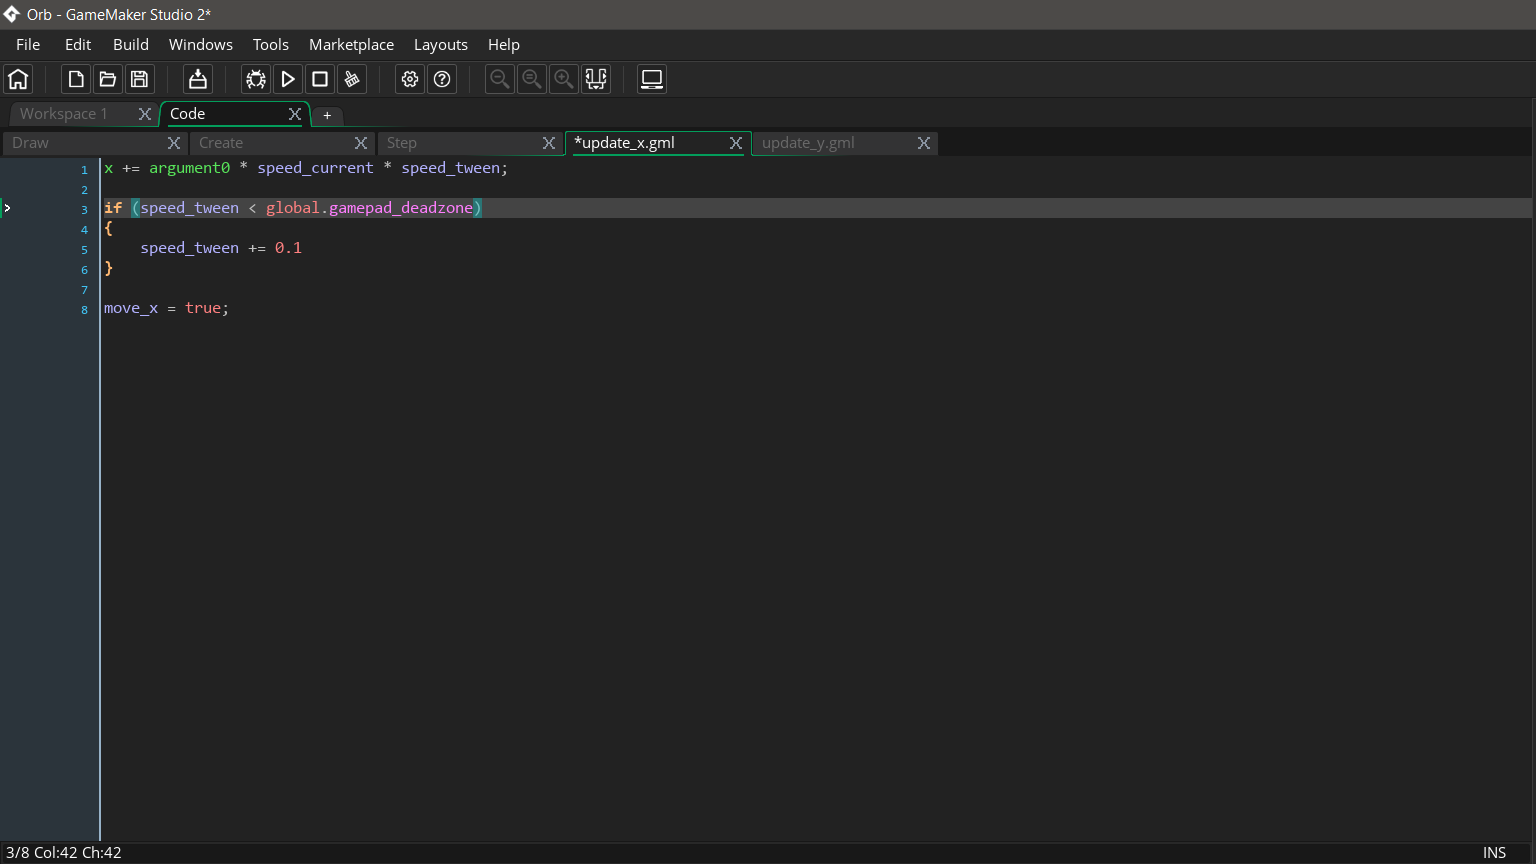 Orb - GameMaker Studio 2*
File Edit Build Windows Tools Marketplace Layouts Help
Workspace 1 X Code X +
Draw X Create X Step X *update_x.gml X update_y.gml X
1 x += argument0 * speed_current * speed_tween;
2
3 if (speed_tween < global.gamepad_deadzone)
4 {
5     speed_tween += 0.1
6 }
7
8 move_x = true;
3/8 Col:42 Ch:42 INS